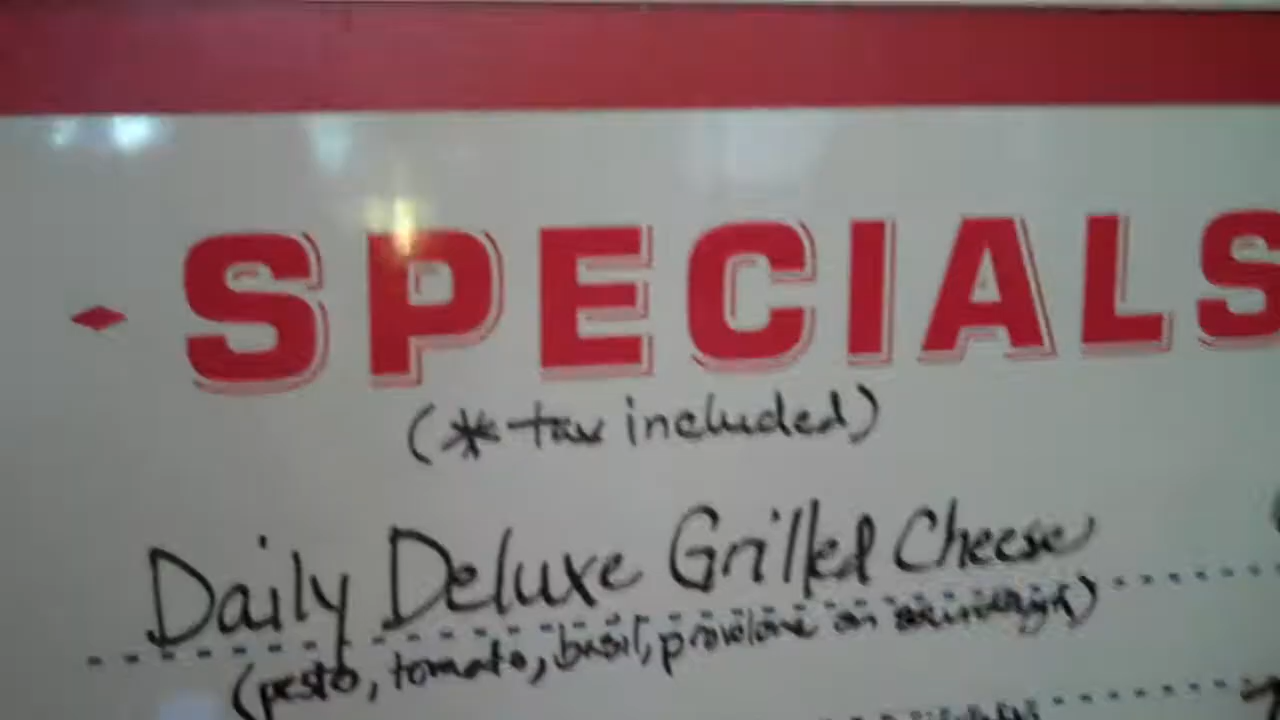 SPECIALS
(* tax included)
Daily Deluxe Grilled Cheese
(pesto, tomato, basil, provolone on